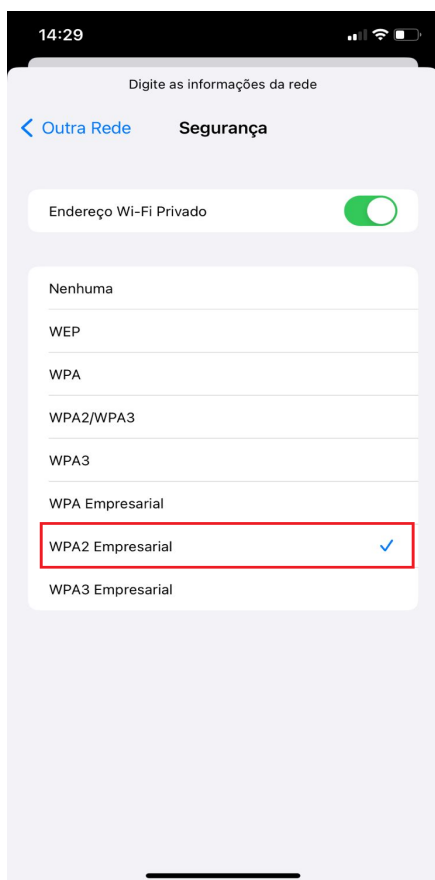 14:29
Digite as informações da rede
Outra Rede Segurança
Endereço Wi-Fi Privado
Nenhuma
WEP
WPA
WPA2/WPA3
WPA3
WPA Empresarial
WPA2 Empresarial
WPA3 Empresarial